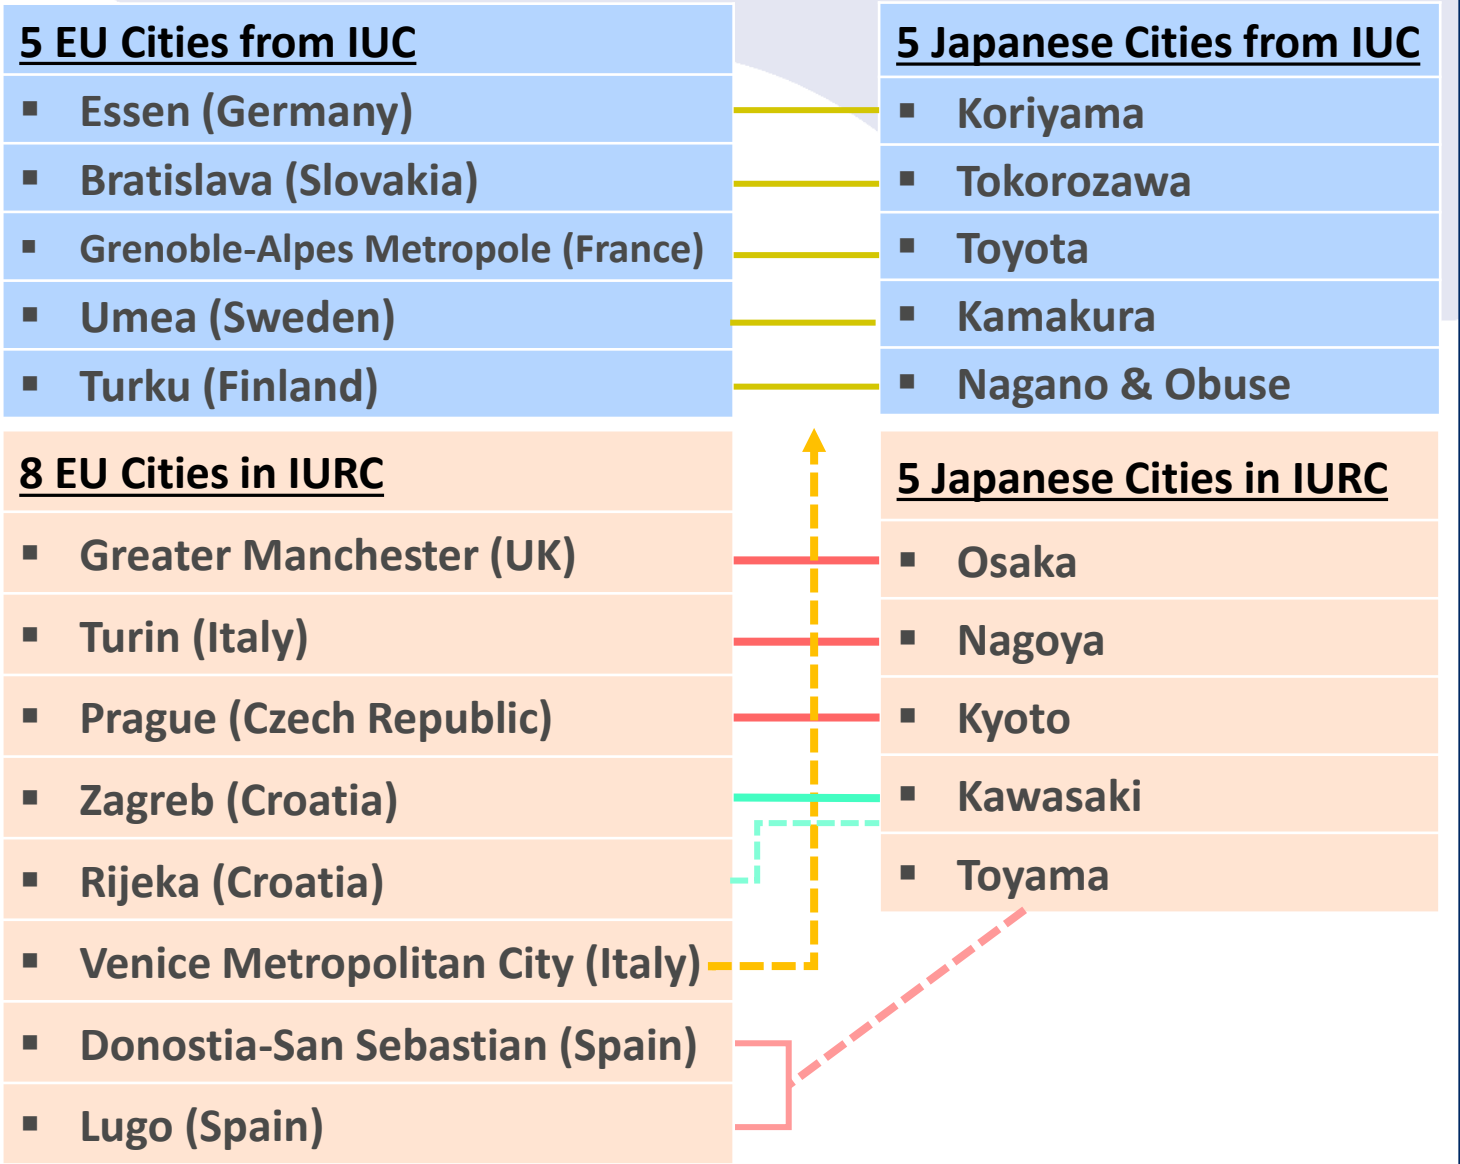 5 EU Cities from IUC
▪ Essen (Germany)
▪ Bratislava (Slovakia)
▪ Grenoble-Alpes Metropole (France)
▪ Umea (Sweden)
▪ Turku (Finland)
5 Japanese Cities from IUC
▪ Koriyama
▪ Tokorozawa
▪ Toyota
▪ Kamakura
▪ Nagano & Obuse
8 EU Cities in IURC
▪ Greater Manchester (UK)
▪ Turin (Italy)
▪ Prague (Czech Republic)
▪ Zagreb (Croatia)
▪ Rijeka (Croatia)
▪ Venice Metropolitan City (Italy)
▪ Donostia-San Sebastian (Spain)
▪ Lugo (Spain)
5 Japanese Cities in IURC
▪ Osaka
▪ Nagoya
▪ Kyoto
▪ Kawasaki
▪ Toyama